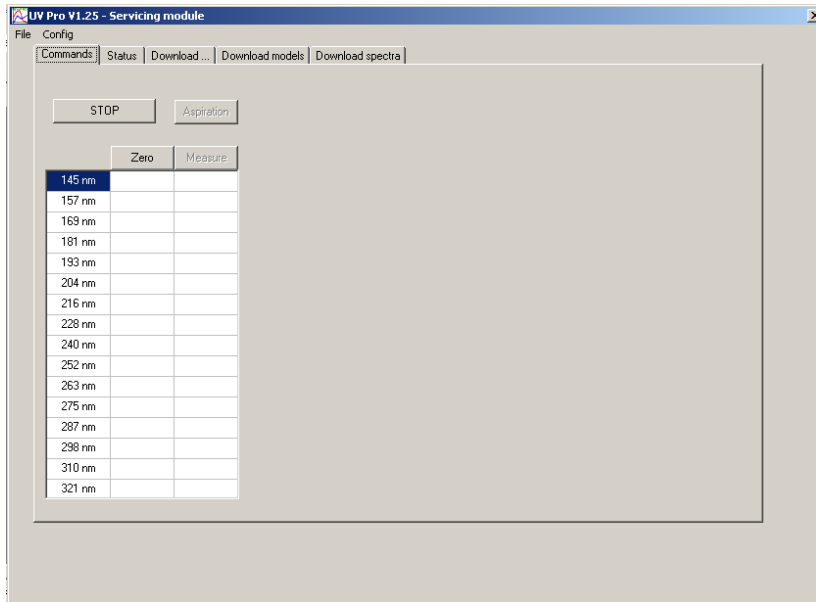 UV Pro V1.25 - Servicing module
File Config
Commands Status Download ... Download models Download spectra
STOP Aspiration
Zero Measure
145 nm
157 nm
169 nm
181 nm
193 nm
204 nm
216 nm
228 nm
240 nm
252 nm
263 nm
275 nm
287 nm
298 nm
310 nm
321 nm